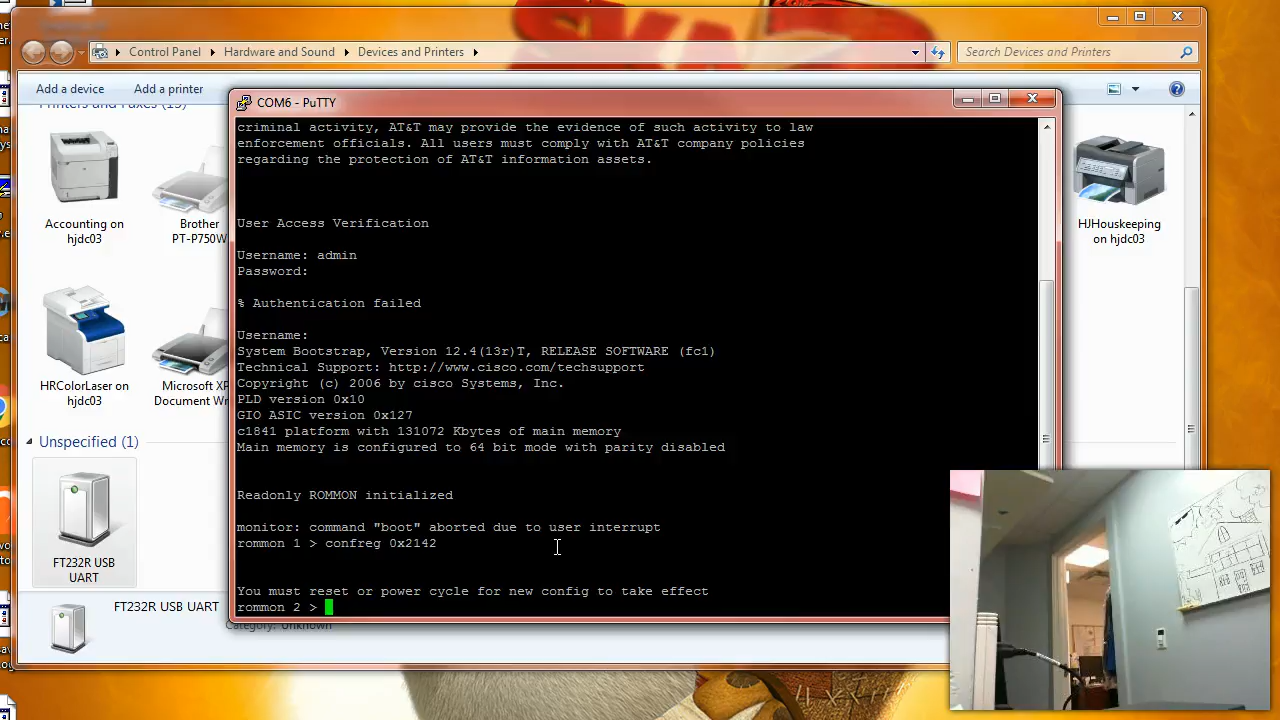 Control Panel
Hardware and Sound
Devices and Printers
Search Devices and Printers
Add a device
Add a printer
COM6 - PuTTY
criminal activity, AT&T may provide the evidence of such activity to law
enforcement officials. All users must comply with AT&T company policies
regarding the protection of AT&T information assets.
User Access Verification
Username: admin
Password:
% Authentication failed
Username:
System Bootstrap, Version 12.4(13r)T, RELEASE SOFTWARE (fc1)
Technical Support: http://www.cisco.com/techsupport
Copyright (c) 2006 by cisco Systems, Inc.
PLD version 0x10
GIO ASIC version 0x127
c1841 platform with 131072 Kbytes of main memory
Main memory is configured to 64 bit mode with parity disabled
Readonly ROMMON initialized
monitor: command "boot" aborted due to user interrupt
rommon 1 > confreg 0x2142
You must reset or power cycle for new config to take effect
rommon 2 >
Accounting on
hjdc03
Brother
PT-P750W
HJHouskeeping
on hjdc03
HRColorLaser on
hjdc03
Microsoft XP
Document Wr
Unspecified (1)
FT232R USB
UART
FT232R USB UART
Category: Unknown